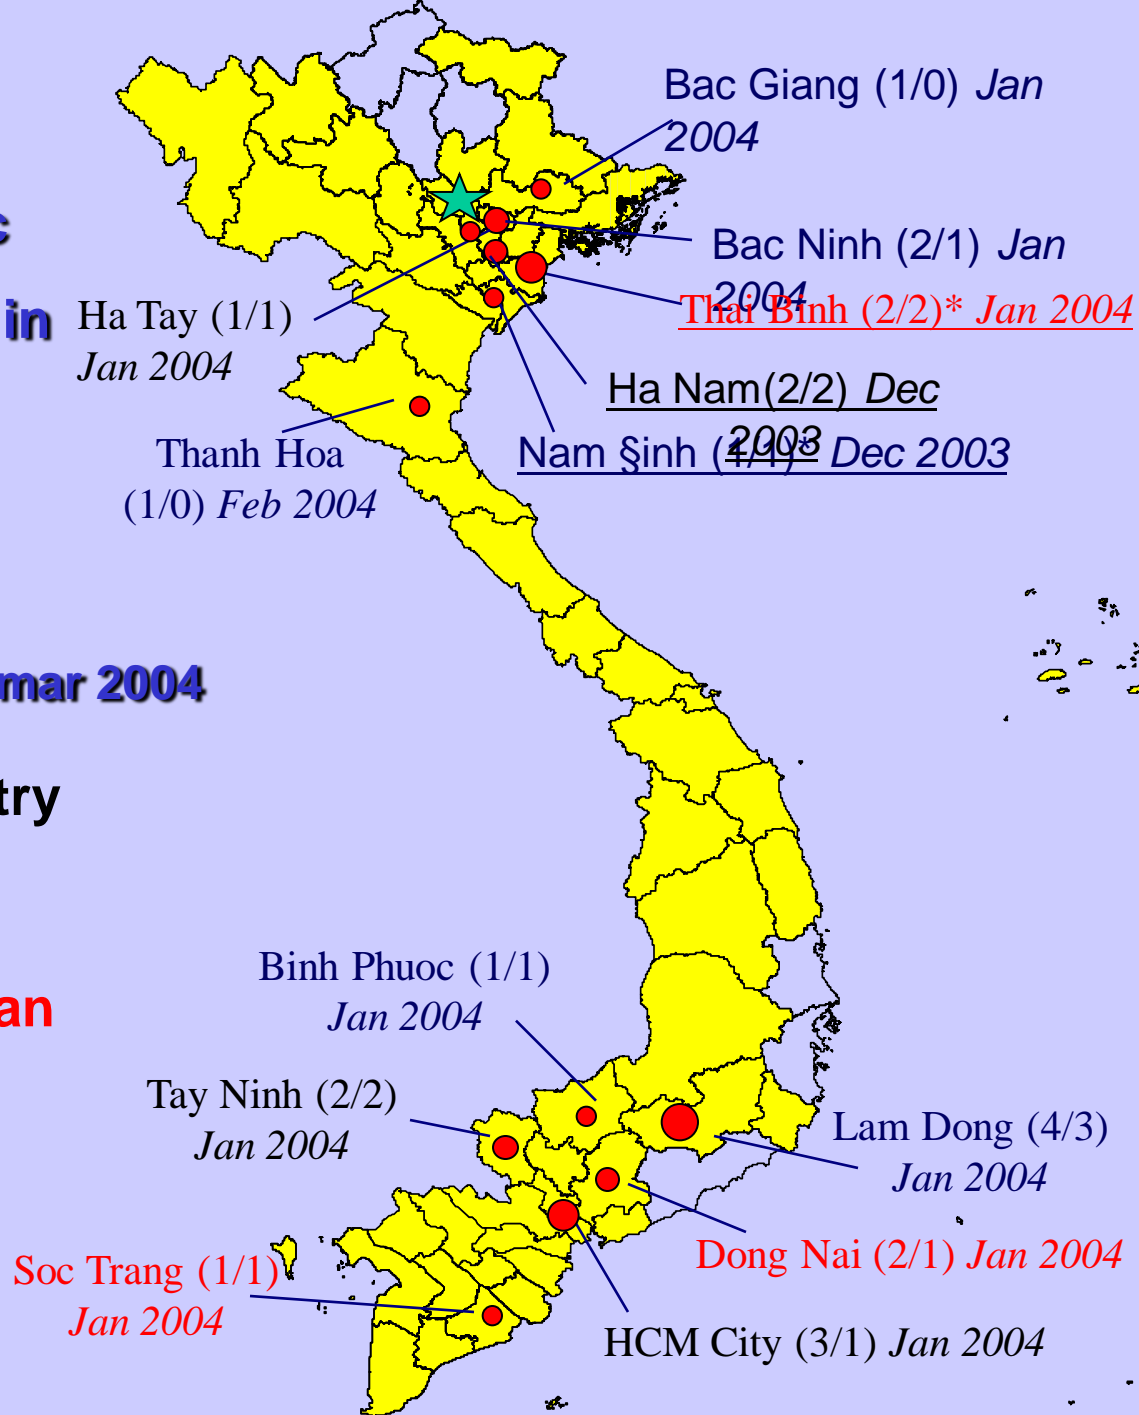 Bac Giang (1/0) Jan
2004
c
Bac Ninh (2/1) Jan
2004
Thai Binh (2/2)* Jan 2004
in
Ha Tay (1/1)
Jan 2004
Ha Nam(2/2) Dec
2003
Nam §inh (1/1)* Dec 2003
Thanh Hoa
(1/0) Feb 2004
mar 2004
try
Binh Phuoc (1/1)
Jan 2004
an
Tay Ninh (2/2)
Jan 2004
Lam Dong (4/3)
Jan 2004
Dong Nai (2/1) Jan 2004
Soc Trang (1/1)
Jan 2004
HCM City (3/1) Jan 2004